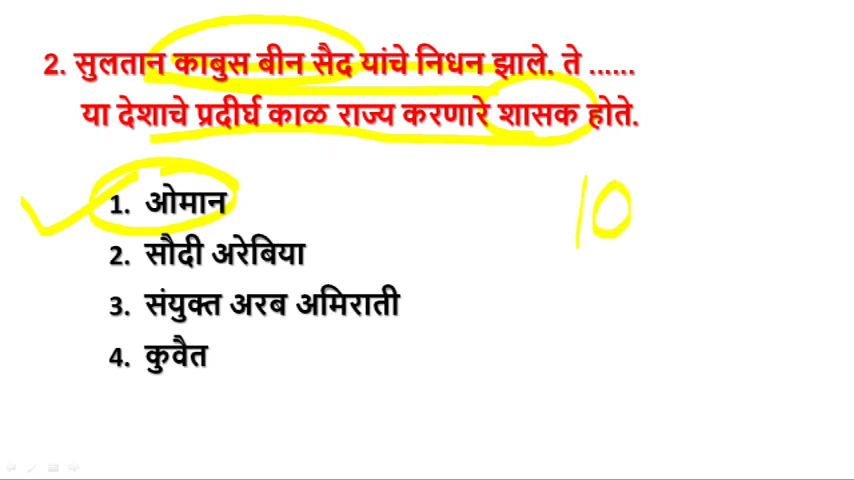 2. सुलतान काबुस बीन सैद यांचे निधन झाले. ते ......
या देशाचे प्रदीर्घ काळ राज्य करणारे शासक होते.
1. ओमान
10
2. सौदी अरेबिया
3. संयुक्त अरब अमिराती
4. कुवैत